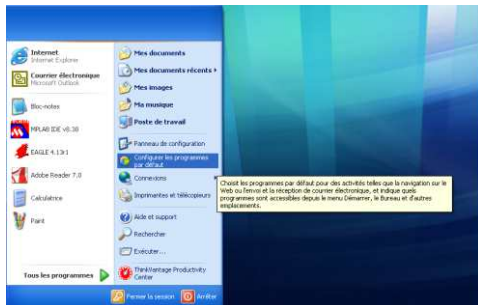 Internet
Internet Explorer
Courrier électronique
Microsoft Outlook
Bloc-notes
MPLAB IDE v6.30
EAGLE 4.13r1
Adobe Reader 7.0
Calculatrice
Paint
Tous les programmes
Mes documents
Mes documents récents
Mes images
Ma musique
Poste de travail
Panneau de configuration
Configurer les programmes
par défaut
Connexions
Imprimantes et télécopieurs
Aide et support
Rechercher
Exécuter...
ThinkVantage Productivity
Center
Choisit les programmes par défaut pour des activités telles que la navigation sur le
Web ou l'envoi et la réception de courrier électronique, et indique quels
programmes sont accessibles depuis le menu Démarrer, le Bureau et d'autres
emplacements.
Fermer la session
Arrêter